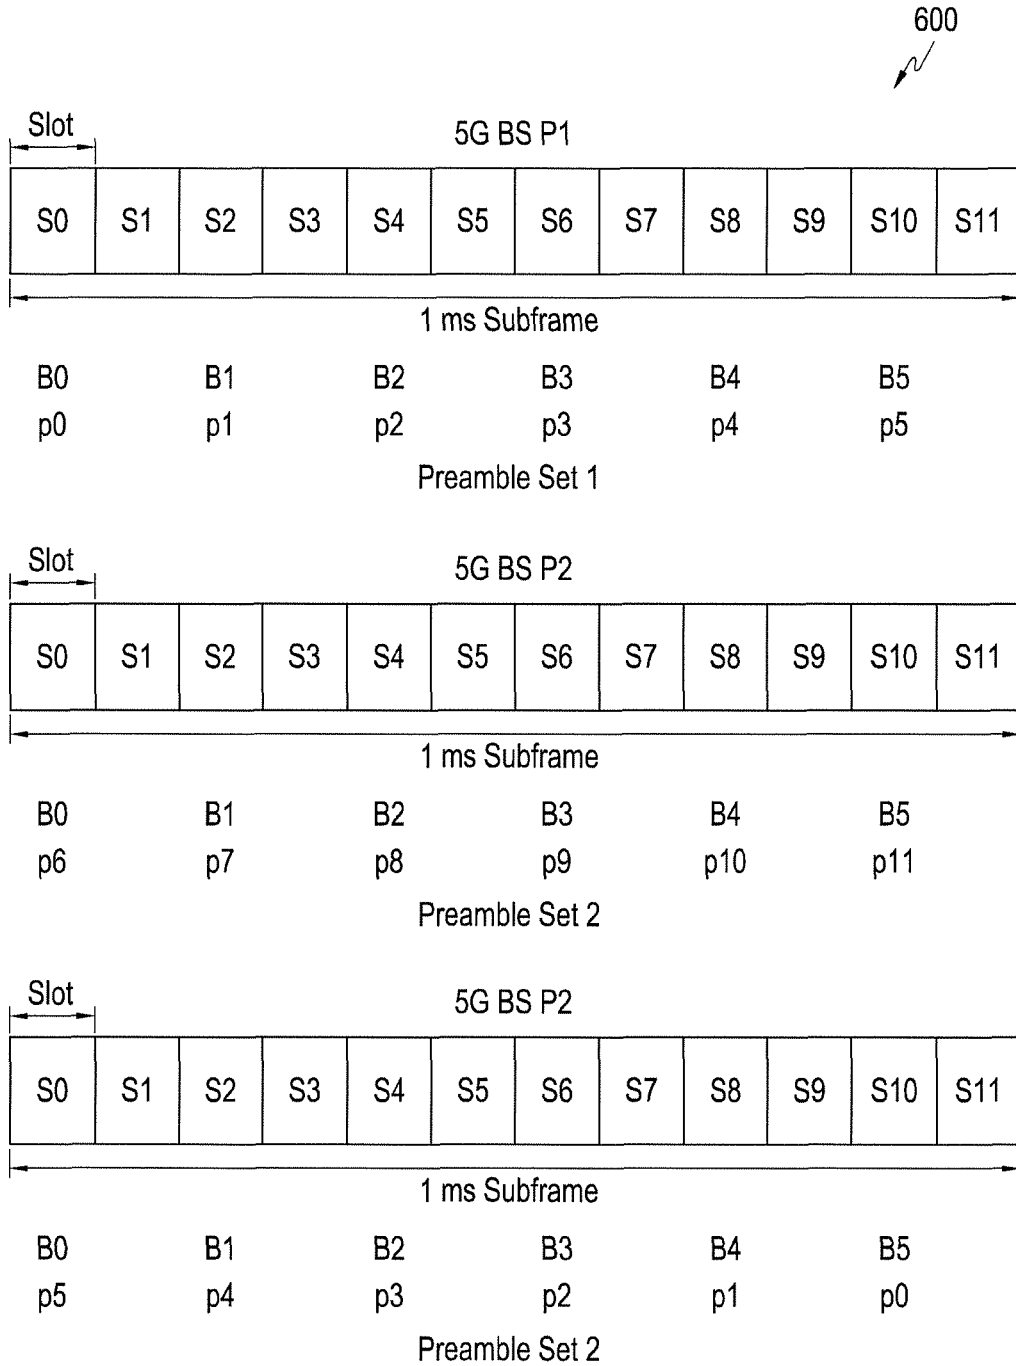 600
Slot
5G BS P1
S0 S1 S2 S3 S4 S5 S6 S7 S8 S9 S10 S11
1 ms Subframe
B0 B1 B2 B3 B4 B5
p0 p1 p2 p3 p4 p5
Preamble Set 1
Slot
5G BS P2
S0 S1 S2 S3 S4 S5 S6 S7 S8 S9 S10 S11
1 ms Subframe
B0 B1 B2 B3 B4 B5
p6 p7 p8 p9 p10 p11
Preamble Set 2
Slot
5G BS P2
S0 S1 S2 S3 S4 S5 S6 S7 S8 S9 S10 S11
1 ms Subframe
B0 B1 B2 B3 B4 B5
p5 p4 p3 p2 p1 p0
Preamble Set 2